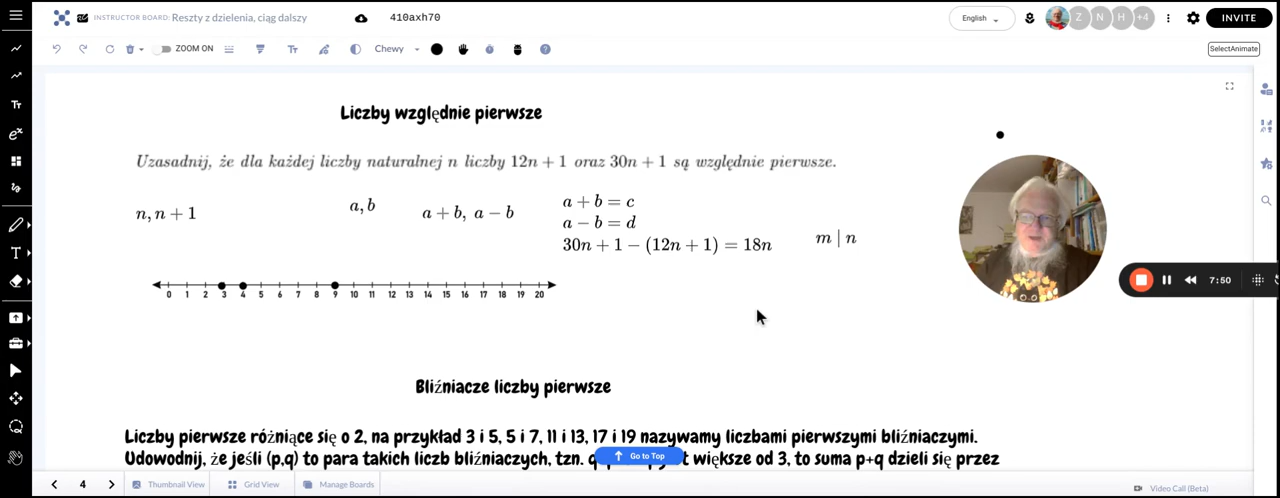 INSTRUCTOR BOARD: Reszty z dzielenia, ciąg dalszy
410axh70
English
Z N H +4
INVITE
ZOOM ON
Chewy
SelectAnimate
Liczby względnie pierwsze
Uzasadnij, że dla każdej liczby naturalnej n liczby 12n + 1 oraz 30n + 1 są względnie pierwsze.
n, n + 1
a, b
a + b, a − b
a + b = c
a − b = d
30n + 1 − (12n + 1) = 18n
m | n
7:50
0 1 2 3 4 5 6 7 8 9 10 11 12 13 14 15 16 17 18 19 20
Bliźniacze liczby pierwsze
Liczby pierwsze różniące się o 2, na przykład 3 i 5, 5 i 7, 11 i 13, 17 i 19 nazywamy liczbami pierwszymi bliźniaczymi.
Udowodnij, że jeśli (p,q) to para takich liczb bliźniaczych, tzn. większe od 3, to suma p+q dzieli się przez
Go to Top
4
Thumbnail View
Grid View
Manage Boards
Video Call (Beta)